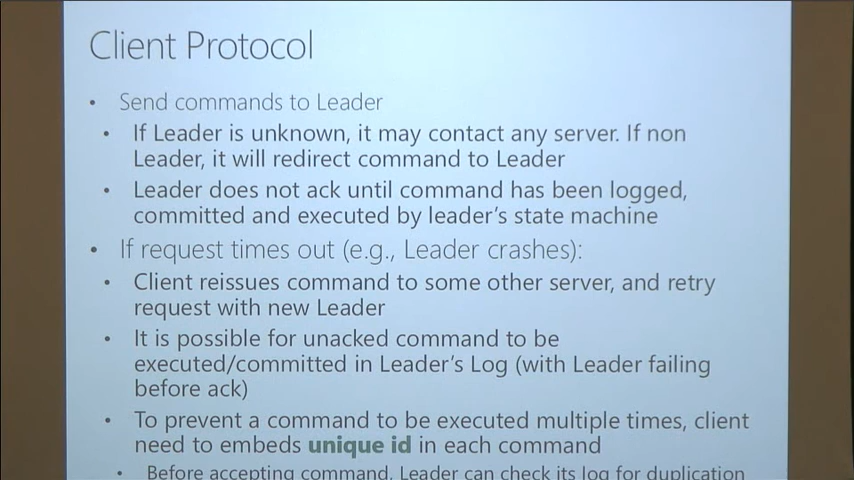 Client Protocol
• Send commands to Leader
• If Leader is unknown, it may contact any server. If non
Leader, it will redirect command to Leader
• Leader does not ack until command has been logged,
committed and executed by leader's state machine
• If request times out (e.g., Leader crashes):
• Client reissues command to some other server, and retry
request with new Leader
• It is possible for unacked command to be
executed/committed in Leader's Log (with Leader failing
before ack)
• To prevent a command to be executed multiple times, client
need to embeds unique id in each command
• Before accepting command, Leader can check its log for duplication